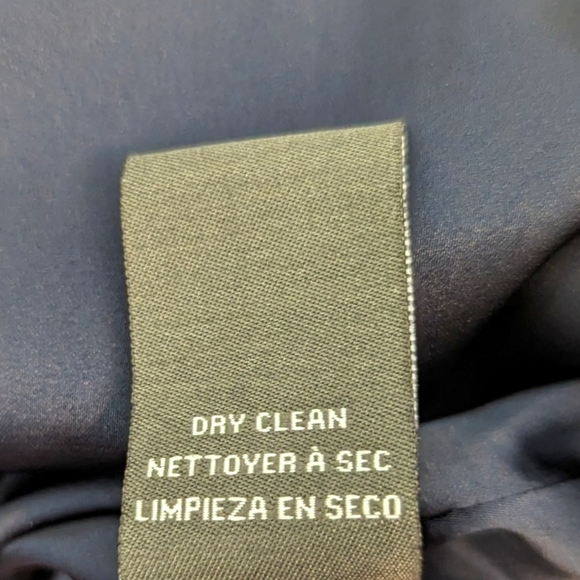 DRY CLEAN
NETTOYER À SEC
LIMPIEZA EN SECO